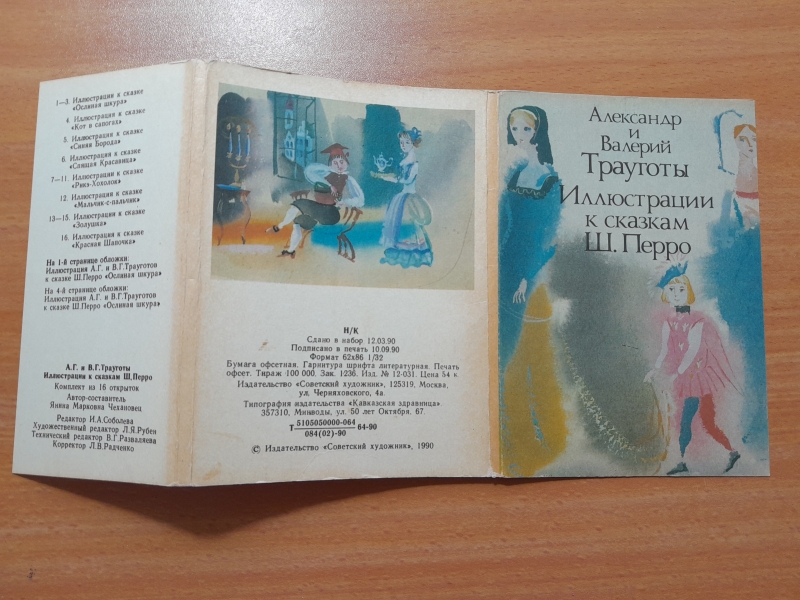 1—3. Иллюстрации к сказке
«Ослиная шкура»
4. Иллюстрация к сказке
«Кот в сапогах»
5. Иллюстрация к сказке
«Синяя Борода»
6. Иллюстрация к сказке
«Спящая Красавица»
7—11. Иллюстрации к сказке
«Рикэ-Хохолок»
12. Иллюстрация к сказке
«Мальчик-с-пальчик»
13—15. Иллюстрации к сказке
«Золушка»
16. Иллюстрация к сказке
«Красная Шапочка»
На 1-й странице обложки:
Иллюстрация А.Г. и В.Г.Трауготов
к сказке Ш.Перро «Ослиная шкура»
На 4-й странице обложки:
Иллюстрация А.Г. и В.Г.Трауготов
к сказке Ш.Перро «Ослиная шкура»
А.Г. и В.Г.Трауготы
Иллюстрации к сказкам Ш.Перро
Комплект из 16 открыток
Автор-составитель
Янина Марковна Чехановец
Редактор И.А.Соболева
Художественный редактор Л.Я.Рубен
Технический редактор В.Г.Разваляева
Корректор Л.В.Радченко
Н/К
Сдано в набор 12.03.90
Подписано в печать 10.09.90
Формат 62х86 1/32
Бумага офсетная. Гарнитура шрифта литературная. Печать
офсет. Тираж 100 000. Зак. 1236. Изд. № 12-031. Цена 54 к.
Издательство «Советский художник», 125319, Москва,
ул. Черняховского, 4а.
Типография издательства «Кавказская здравница».
357310, Минводы, ул. 50 лет Октября. 67.
Т 5105050000-064 64-90
084(02)-90
© Издательство «Советский художник», 1990
Александр
и
Валерий
Трауготы
Иллюстрации
к сказкам
Ш. Перро